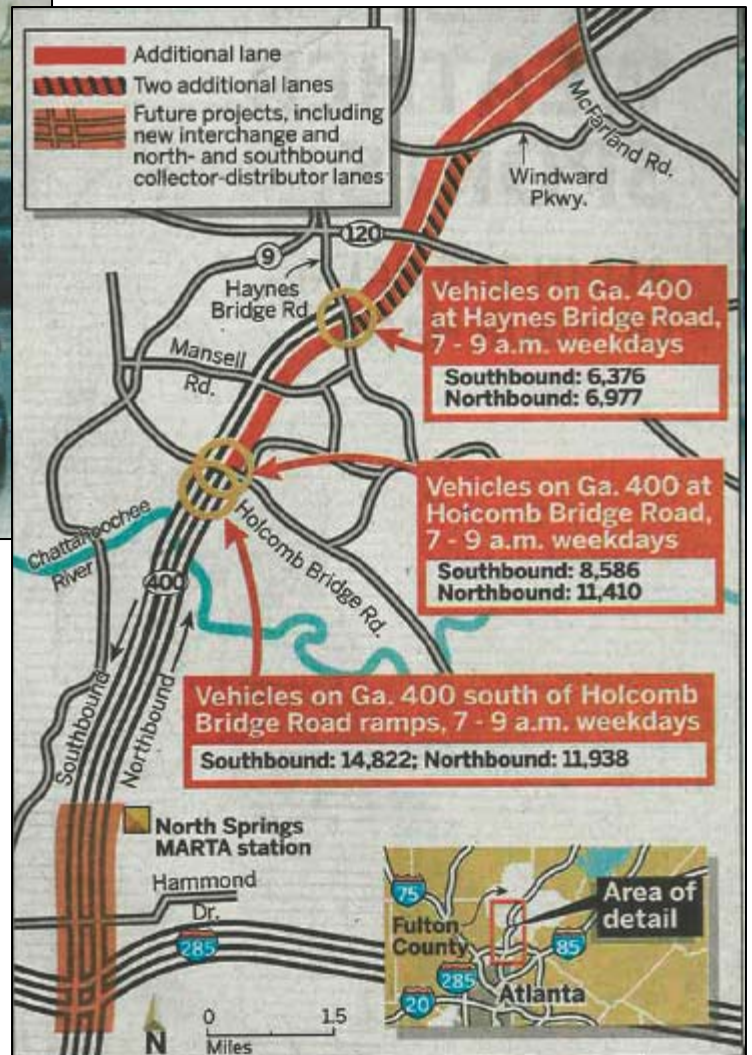 Additional lane
Two additional lanes
Future projects, including
new interchange and
north- and southbound
collector-distributor lanes
McFarland Rd.
Windward
Pkwy.
120
9
Haynes
Bridge Rd.
Mansell
Rd.
Vehicles on Ga. 400
at Haynes Bridge Road,
7 - 9 a.m. weekdays
Southbound: 6,376
Northbound: 6,977
Vehicles on Ga. 400 at
Holcomb Bridge Road,
7 - 9 a.m. weekdays
Southbound: 8,586
Northbound: 11,410
Holcomb Bridge Rd.
Chattahoochee
River
400
Southbound
Northbound
Vehicles on Ga. 400 south of Holcomb
Bridge Road ramps, 7 - 9 a.m. weekdays
Southbound: 14,822; Northbound: 11,938
North Springs
MARTA station
Hammond
Dr.
285
0 1.5
Miles
N
75
Fulton
County
Area of
detail
85
285
Atlanta
20